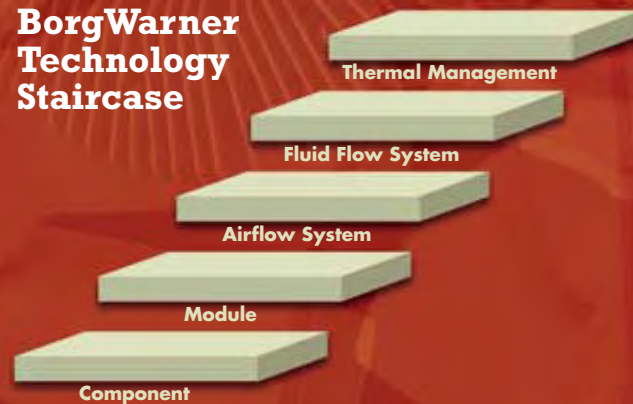 BorgWarner
Technology
Staircase
Thermal Management
Fluid Flow System
Airflow System
Module
Component